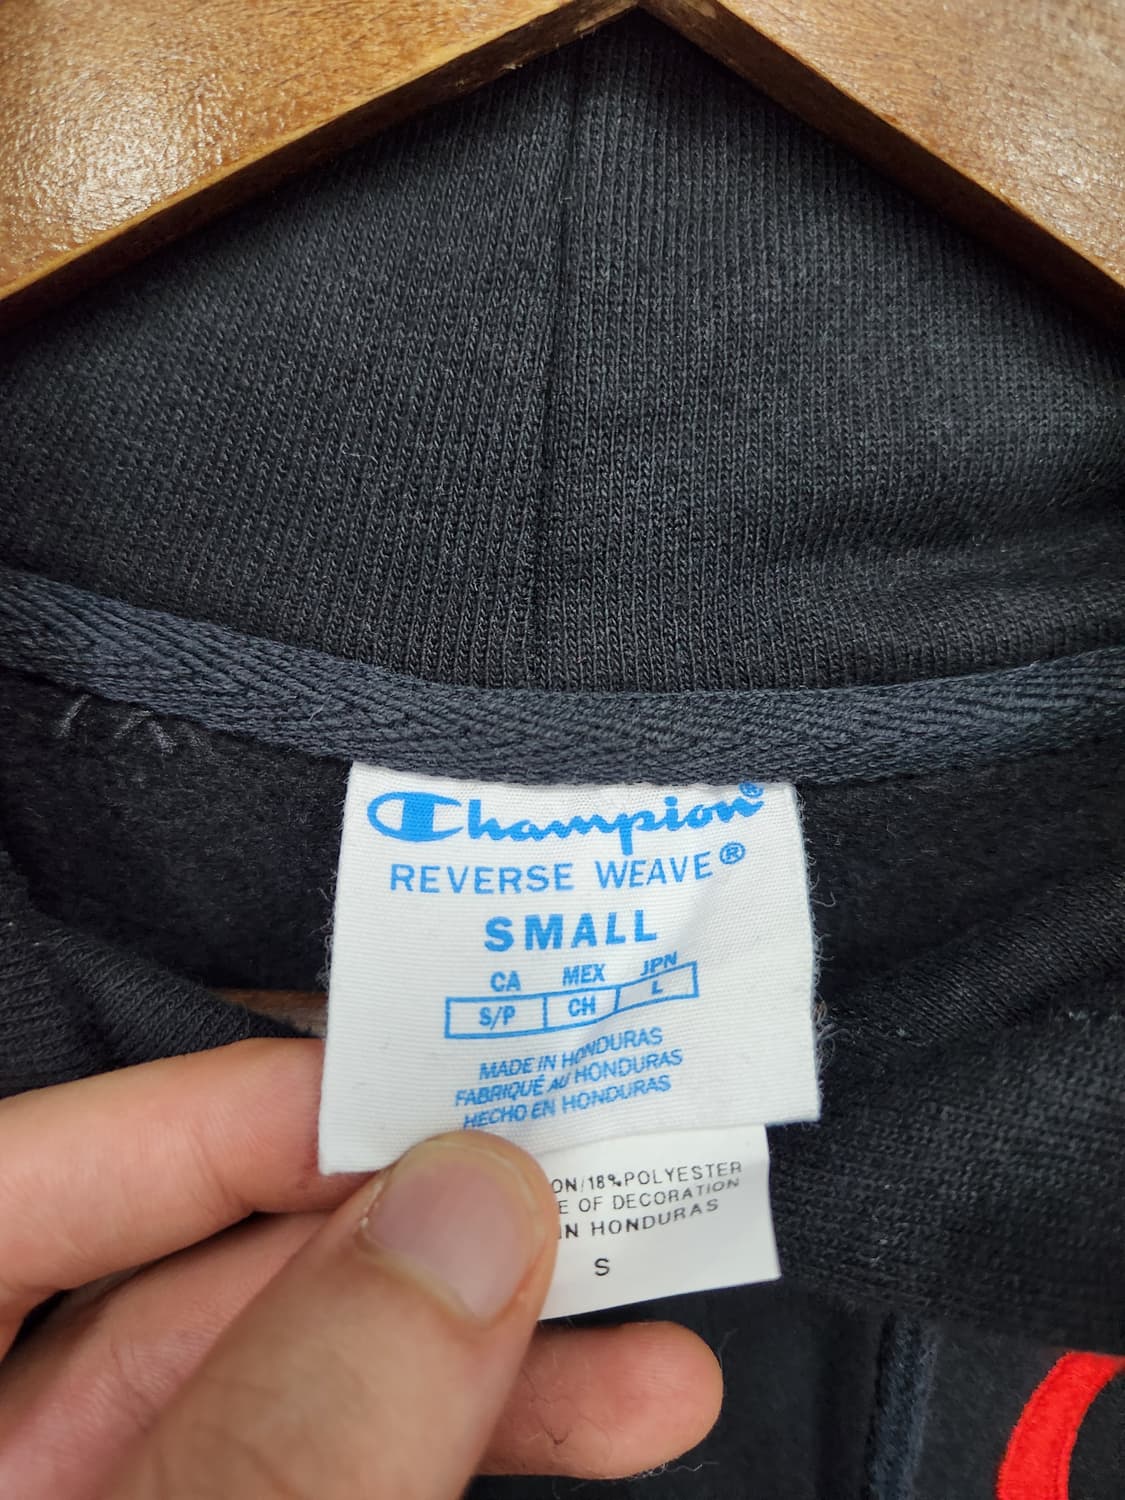 Champion®
REVERSE WEAVE®
SMALL
CA MEX JPN
S/P CH L
MADE IN HONDURAS
FABRIQUÉ AU HONDURAS
HECHO EN HONDURAS
18% POLYESTER
OF DECORATION
IN HONDURAS
S